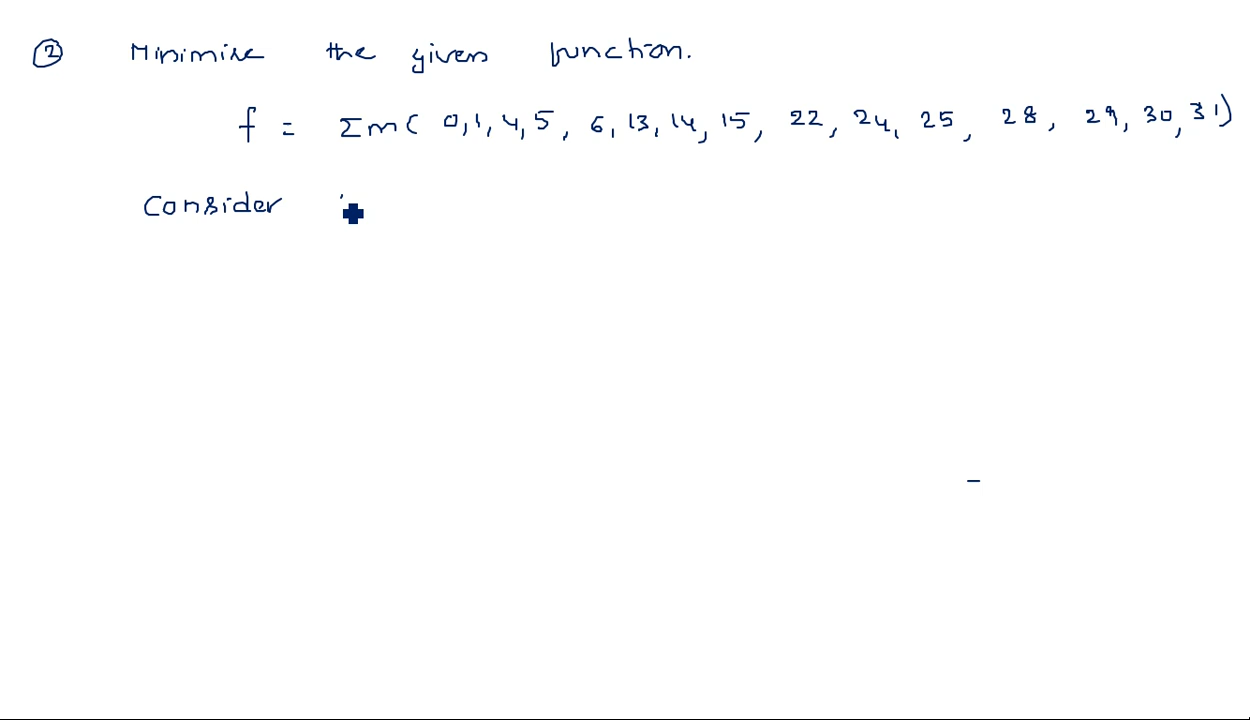 ② Minimise the given function.
f = Σm( 0,1,4,5, 6, 13, 14, 15, 22, 24, 25, 28, 29, 30, 31)
Consider